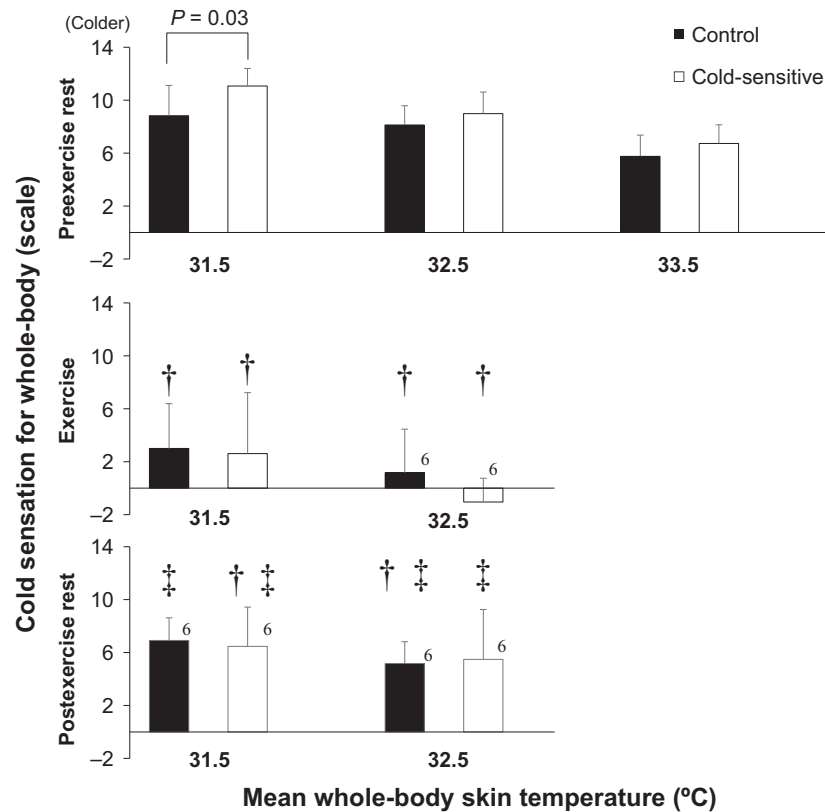 (Colder)
P = 0.03
Control
Cold-sensitive
Cold sensation for whole-body (scale)
Preexercise rest
14
10
6
2
–2
31.5 32.5 33.5
Exercise
14
10
6
2
–2
† † † †
6 6
31.5 32.5
Postexercise rest
14
10
6
2
–2
‡ † ‡ † ‡ ‡
6 6 6 6
31.5 32.5
Mean whole-body skin temperature (ºC)